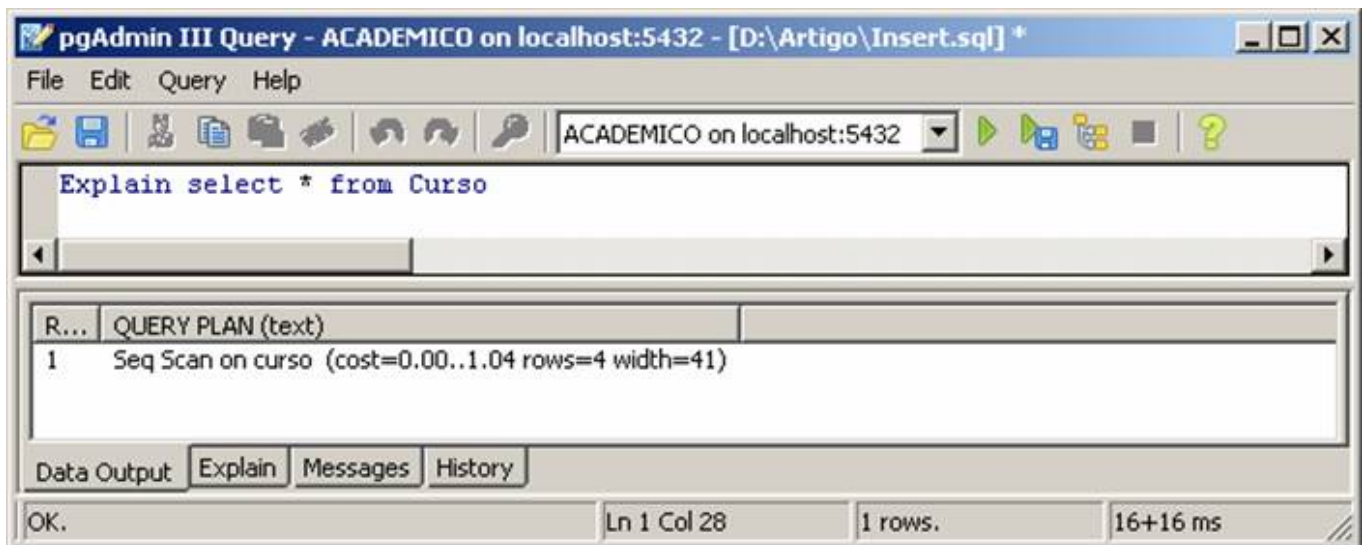 pgAdmin III Query - ACADEMICO on localhost:5432 - [D:\Artigo\Insert.sql] *
File Edit Query Help
ACADEMICO on localhost:5432
Explain select * from Curso
R... QUERY PLAN (text)
1 Seq Scan on curso (cost=0.00..1.04 rows=4 width=41)
Data Output Explain Messages History
OK. Ln 1 Col 28 1 rows. 16+16 ms